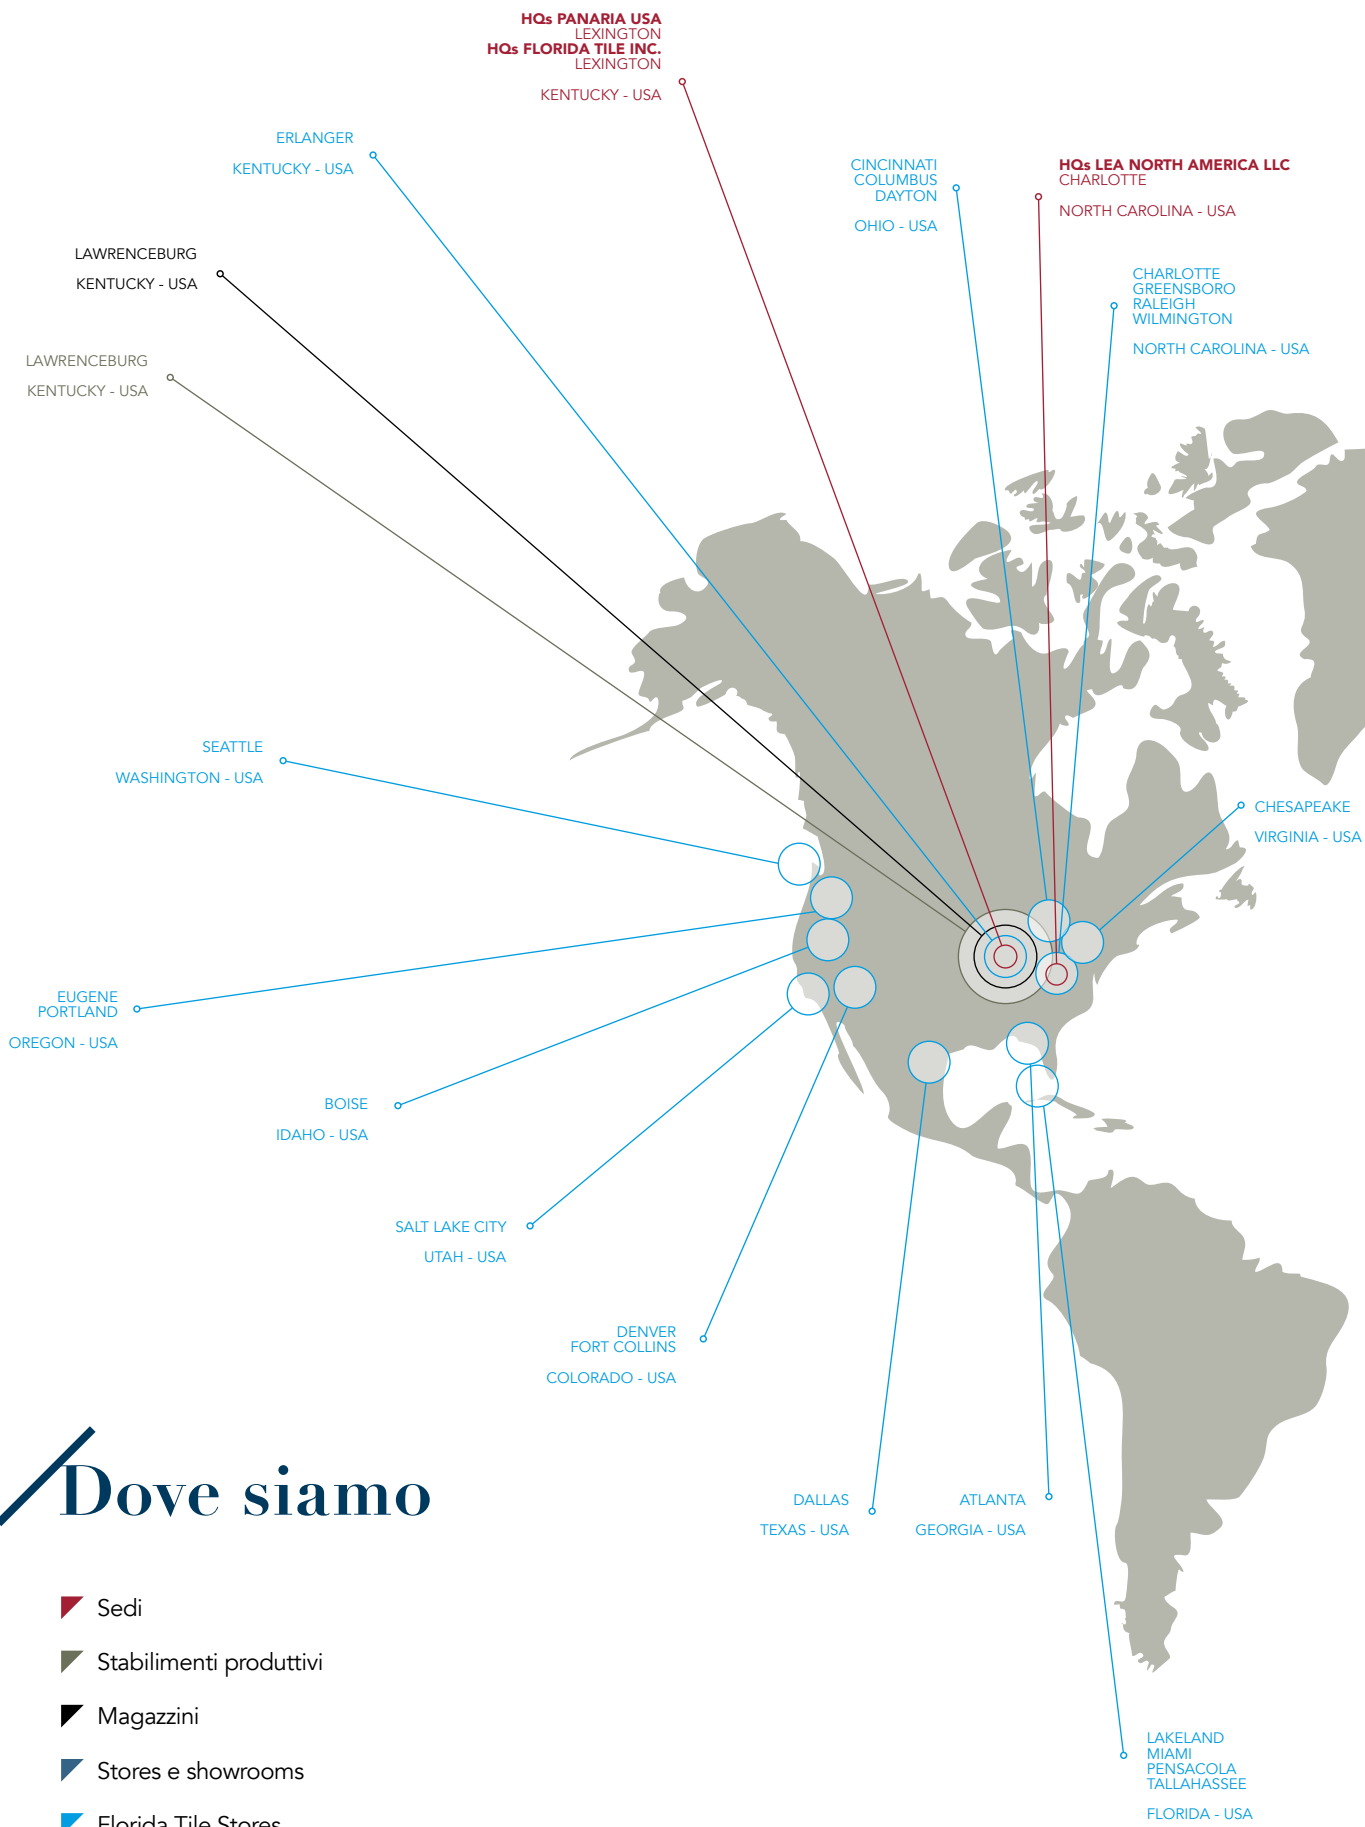 HQs PANARIA USA
LEXINGTON
HQs FLORIDA TILE INC.
LEXINGTON
KENTUCKY - USA
ERLANGER
KENTUCKY - USA
CINCINNATI
COLUMBUS
DAYTON
OHIO - USA
HQs LEA NORTH AMERICA LLC
CHARLOTTE
NORTH CAROLINA - USA
LAWRENCEBURG
KENTUCKY - USA
CHARLOTTE
GREENSBORO
RALEIGH
WILMINGTON
NORTH CAROLINA - USA
LAWRENCEBURG
KENTUCKY - USA
SEATTLE
WASHINGTON - USA
CHESAPEAKE
VIRGINIA - USA
EUGENE
PORTLAND
OREGON - USA
BOISE
IDAHO - USA
SALT LAKE CITY
UTAH - USA
DENVER
FORT COLLINS
COLORADO - USA
DALLAS
TEXAS - USA
ATLANTA
GEORGIA - USA
LAKELAND
MIAMI
PENSACOLA
TALLAHASSEE
FLORIDA - USA
Dove siamo
Sedi
Stabilimenti produttivi
Magazzini
Stores e showrooms
Florida Tile Stores